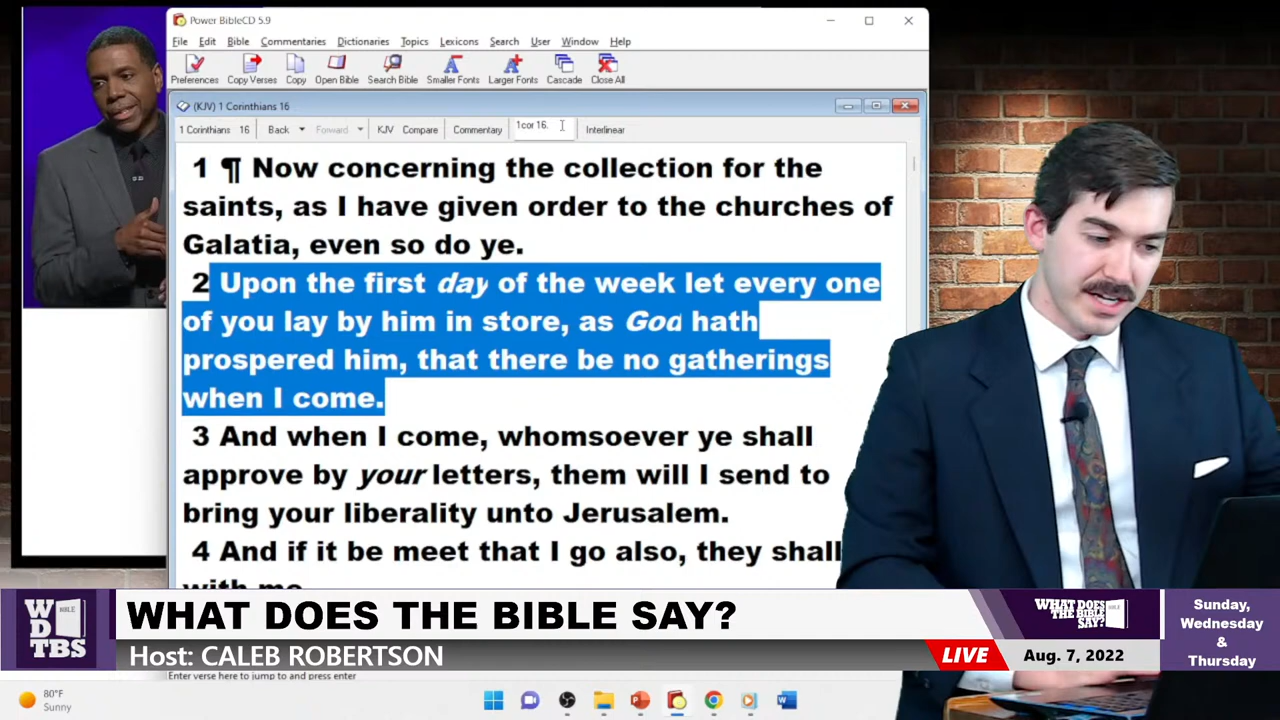 Power BibleCD 5.9
File Edit Bible Commentaries Dictionaries Topics Lexicons Search User Window Help
Preferences Copy Verses Copy Open Bible Search Bible Smaller Fonts Larger Fonts Cascade Close All
(KJV) 1 Corinthians 16
1 Corinthians 16 Back Forward KJV Compare Commentary 1cor 16. Interlinear
1 ¶ Now concerning the collection for the
saints, as I have given order to the churches of
Galatia, even so do ye.
2 Upon the first day of the week let every one
of you lay by him in store, as God hath
prospered him, that there be no gatherings
when I come.
3 And when I come, whomsoever ye shall
approve by your letters, them will I send to
bring your liberality unto Jerusalem.
4 And if it be meet that I go also, they shall
with me.
W
D BIBLE
TBS
WHAT DOES THE BIBLE SAY?
Host: CALEB ROBERTSON
WHAT DOES
THE BIBLE
SAY?
LIVE Aug. 7, 2022
Sunday,
Wednesday
&
Thursday
Enter verse here to jump to and press enter
80°F
Sunny